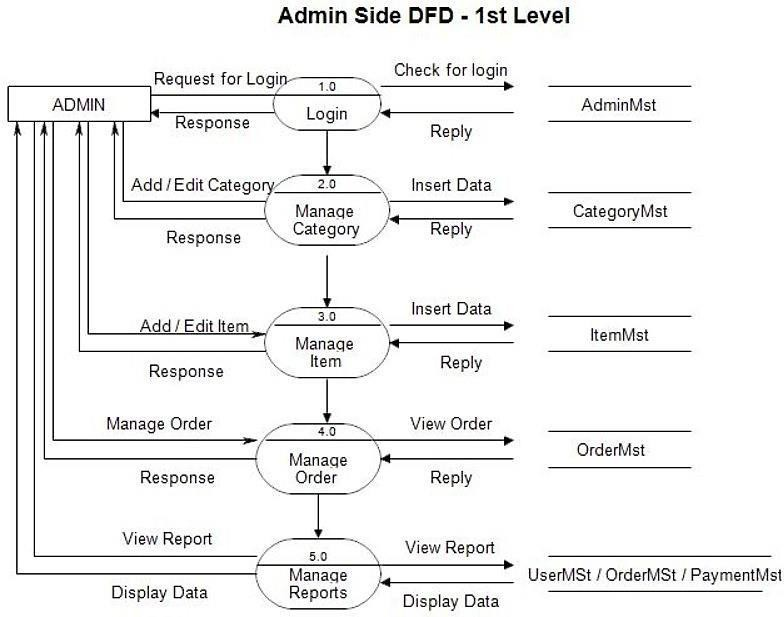 Admin Side DFD - 1st Level
Request for Login
1.0
Check for login
ADMIN
Login
AdminMst
Response
Reply
Add / Edit Category
2.0
Insert Data
Manage
Category
CategoryMst
Response
Reply
3.0
Insert Data
Add / Edit Item
Manage
Item
ItemMst
Response
Reply
Manage Order
4.0
View Order
Manage
Order
OrderMst
Response
Reply
View Report
5.0
View Report
Manage
Reports
UserMSt / OrderMSt / PaymentMst
Display Data
Display Data